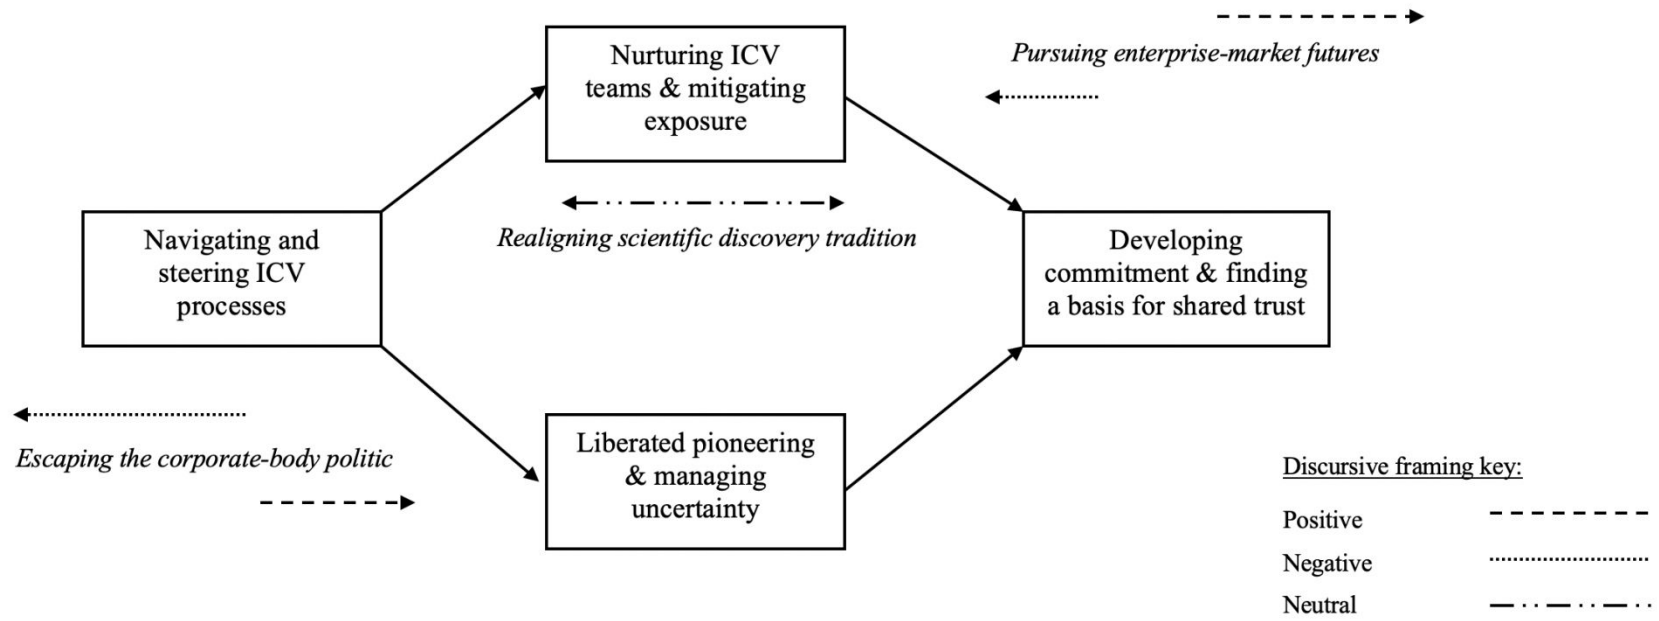 Nurturing ICV
teams & mitigating
exposure
Pursuing enterprise-market futures
Realigning scientific discovery tradition
Navigating and
steering ICV
processes
Developing
commitment & finding
a basis for shared trust
Escaping the corporate-body politic
Liberated pioneering
& managing
uncertainty
Discursive framing key:
Positive
Negative
Neutral